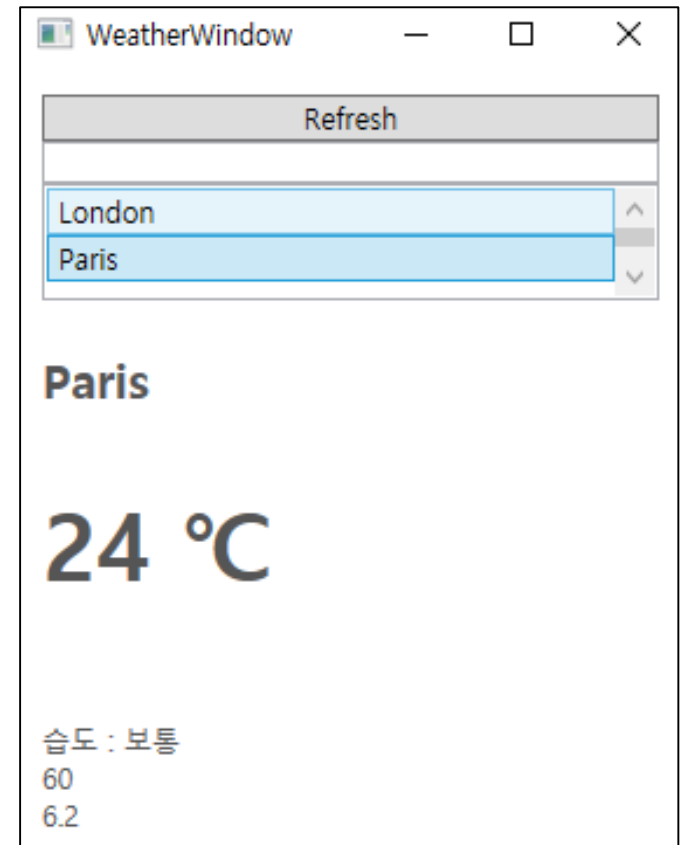 WeatherWindow
Refresh
London
Paris
Paris
24 ℃
습도 : 보통
60
6.2